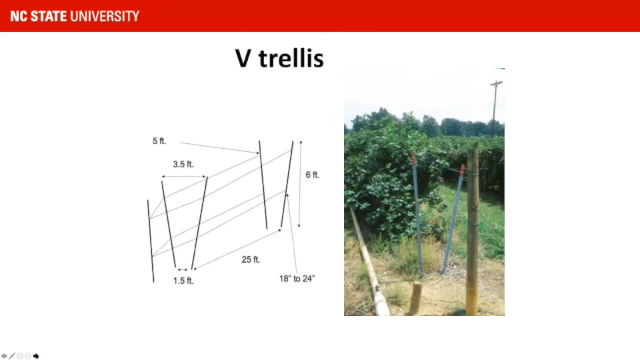 NC STATE UNIVERSITY
V trellis
5 ft.
3.5 ft.
6 ft.
25 ft.
1.5 ft.
18" to 24"